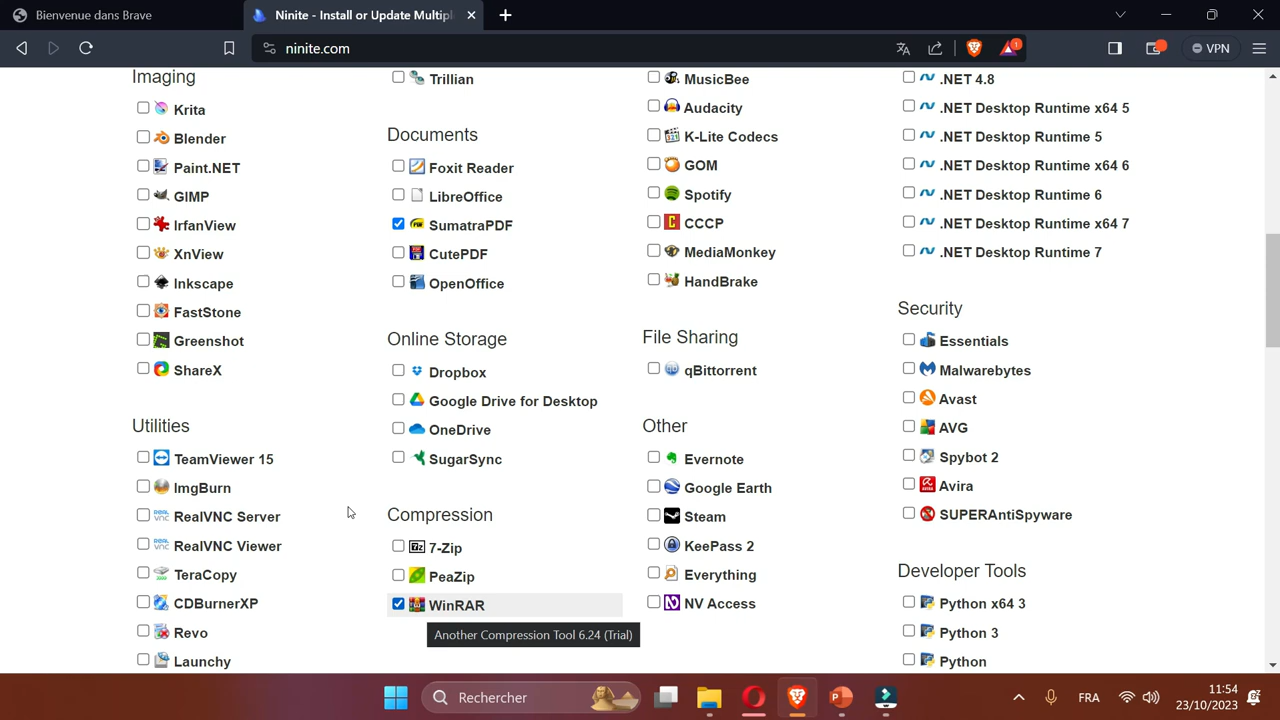 Bienvenue dans Brave
Ninite - Install or Update Multipl
ninite.com
1
VPN
Imaging
Krita
Blender
Paint.NET
GIMP
IrfanView
XnView
Inkscape
FastStone
Greenshot
ShareX
Utilities
TeamViewer 15
ImgBurn
RealVNC Server
RealVNC Viewer
TeraCopy
CDBurnerXP
Revo
Launchy
Trillian
Documents
Foxit Reader
LibreOffice
SumatraPDF
CutePDF
OpenOffice
Online Storage
Dropbox
Google Drive for Desktop
OneDrive
SugarSync
Compression
7-Zip
PeaZip
WinRAR
Another Compression Tool 6.24 (Trial)
MusicBee
Audacity
K-Lite Codecs
GOM
Spotify
CCCP
MediaMonkey
HandBrake
File Sharing
qBittorrent
Other
Evernote
Google Earth
Steam
KeePass 2
Everything
NV Access
.NET 4.8
.NET Desktop Runtime x64 5
.NET Desktop Runtime 5
.NET Desktop Runtime x64 6
.NET Desktop Runtime 6
.NET Desktop Runtime x64 7
.NET Desktop Runtime 7
Security
Essentials
Malwarebytes
Avast
AVG
Spybot 2
Avira
SUPERAntiSpyware
Developer Tools
Python x64 3
Python 3
Python
Rechercher
FRA
11:54
23/10/2023